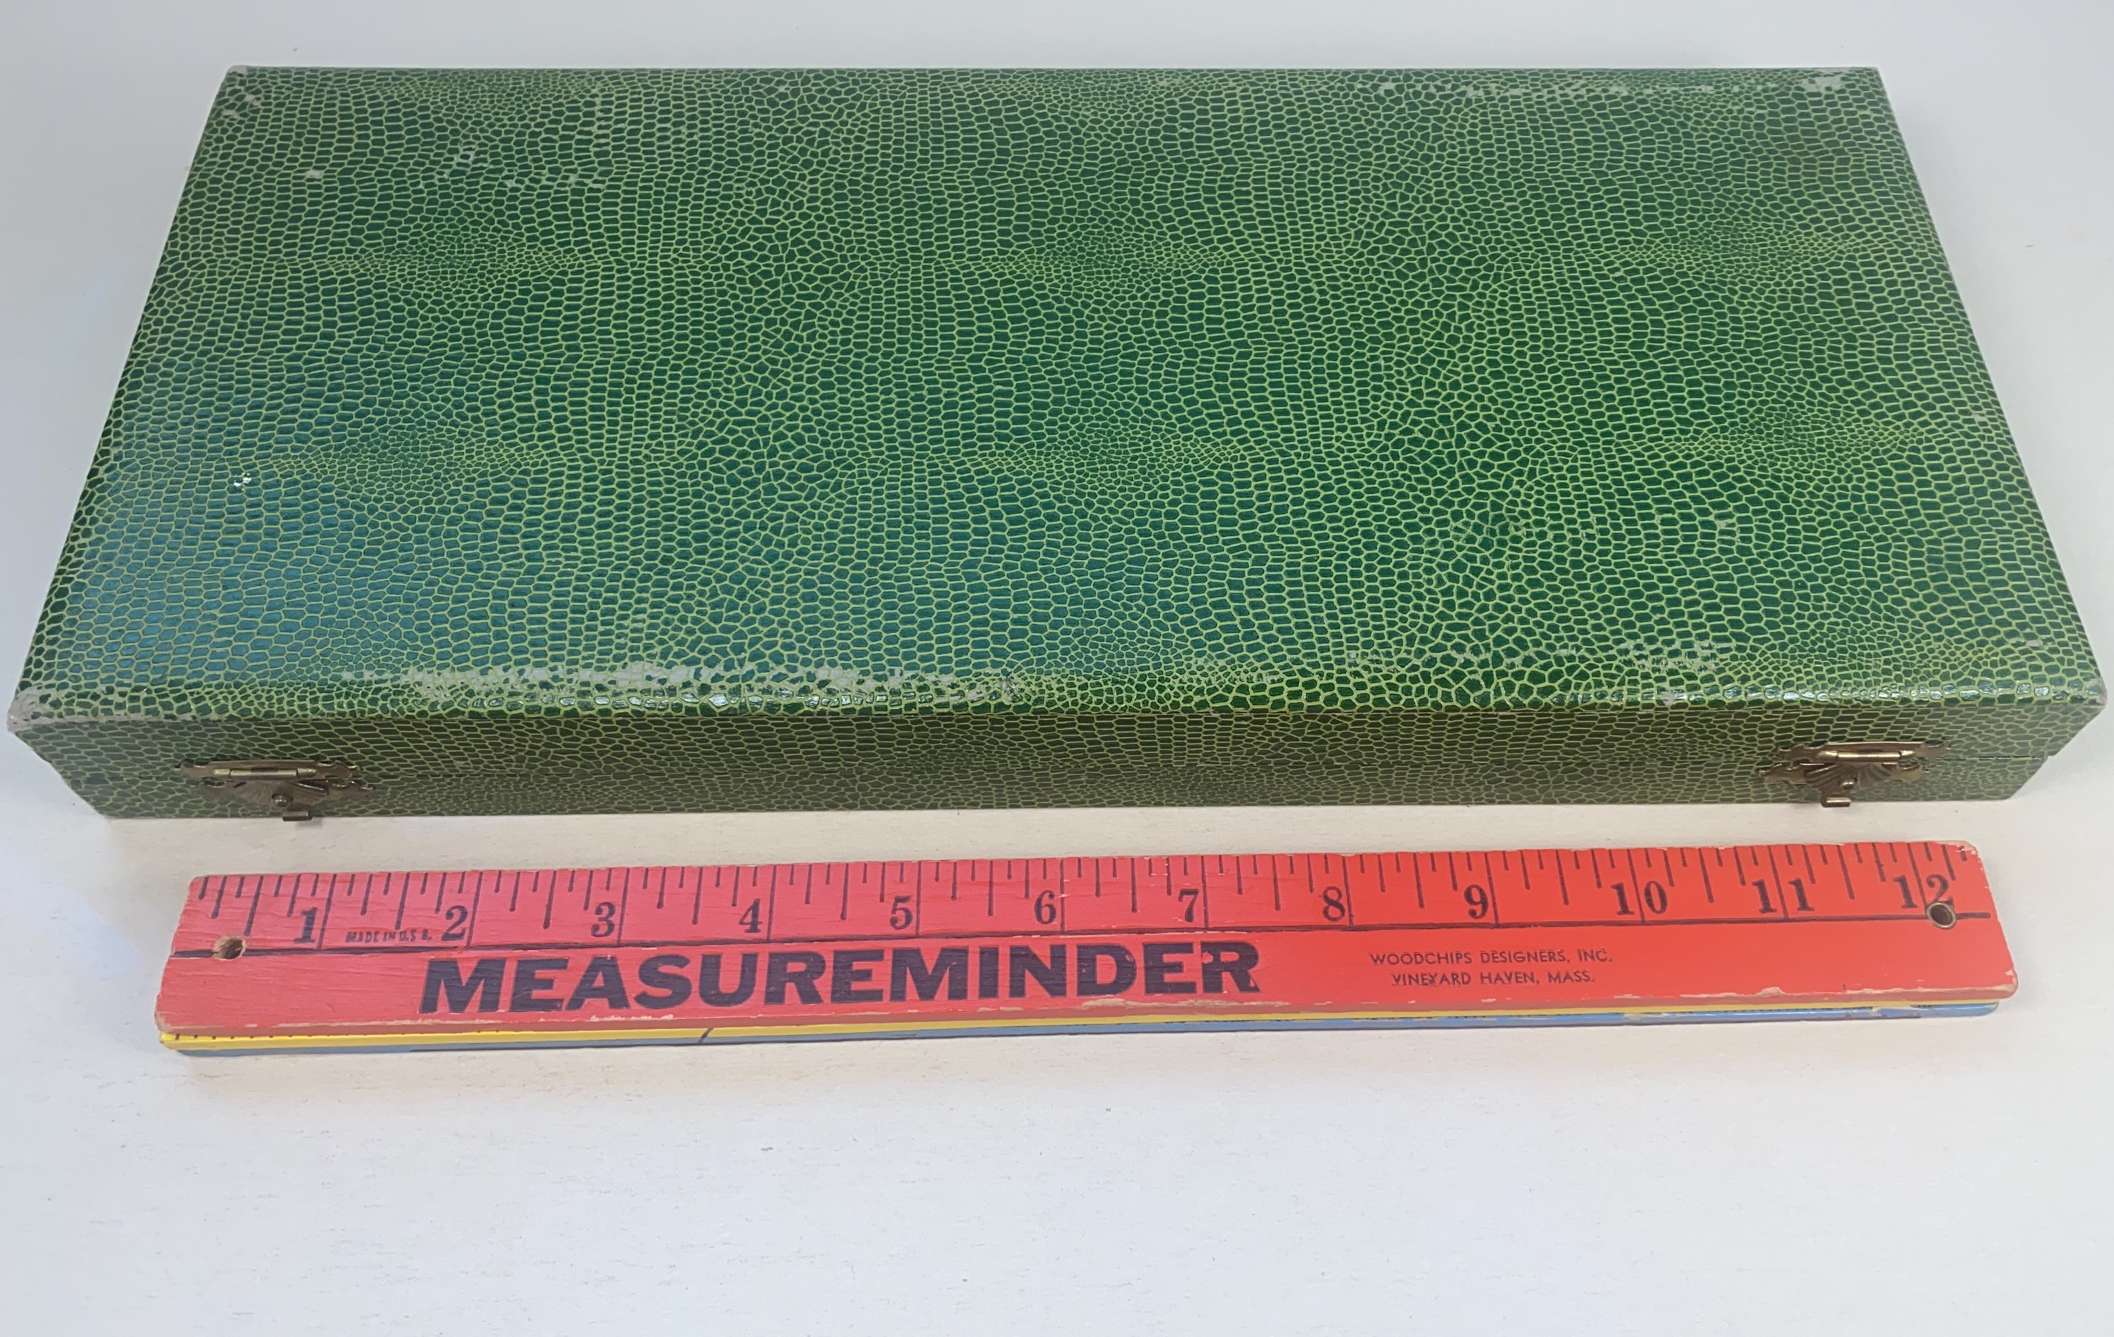 1 2 3 4 5 6 7 8 9 10 11 12
MADE IN U.S.A.
MEASUREMINDER
WOODCHIPS DESIGNERS, INC.
VINEYARD HAVEN, MASS.